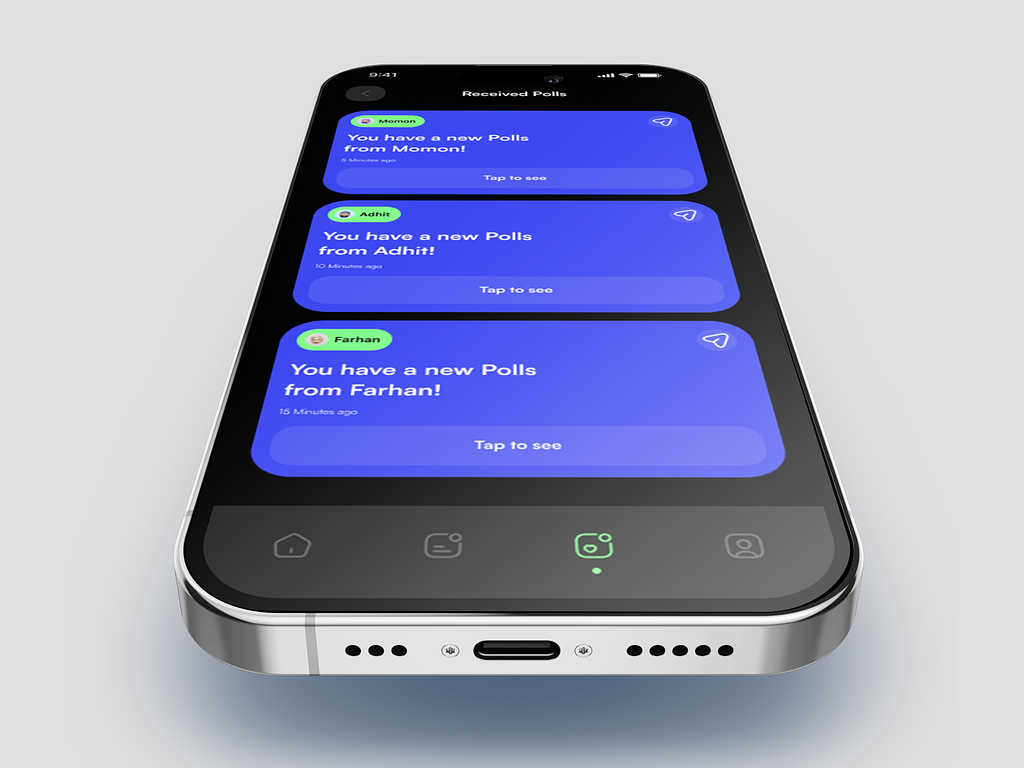 9:41
Received Polls
Momon
You have a new Polls
from Momon!
5 Minutes ago
Tap to see
Adhit
You have a new Polls
from Adhit!
10 Minutes ago
Tap to see
Farhan
You have a new Polls
from Farhan!
15 Minutes ago
Tap to see